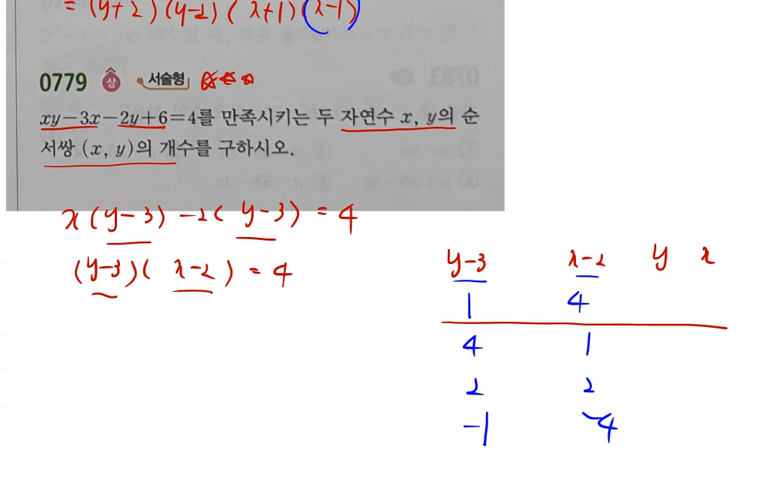 = (y+2)(y-2)(x+1)(x-1)
0779 상 서술형
xy-3x-2y+6=4를 만족시키는 두 자연수 x, y의 순
서쌍 (x, y)의 개수를 구하시오.
x(y-3)-2(y-3)=4
(y-3)(x-2)=4
y-3 x-2 y x
1 4
4 1
2 2
-1 -4